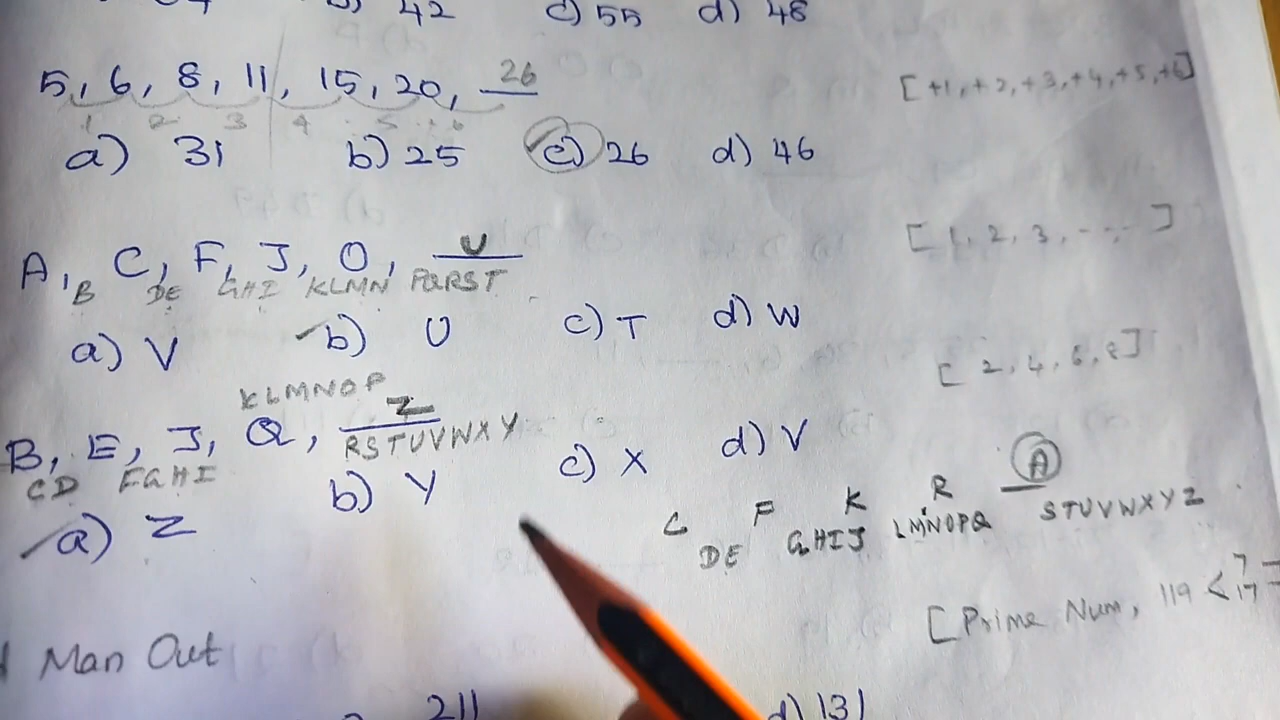 42 c) 55 d) 48
5, 6, 8, 11, 15, 20, 26 [+1, +2, +3, +4, +5, +6]
1 2 3 4 5 +6
a) 31 b) 25 c) 26 d) 46
A, C, F, J, O, U [1, 2, 3, ----]
B DE GHI KLMN PQRST
a) V b) U c) T d) W
[2, 4, 6, 8]
KLMNOP
B, E, J, Q, Z
CD FGHI RSTUVWXY
a) Z b) Y c) X d) V
C F K R A
DE GHIJ LMNOPQ STUVWXYZ
[Prime Num, 119 < 7 17
Man Out
211 d) 131